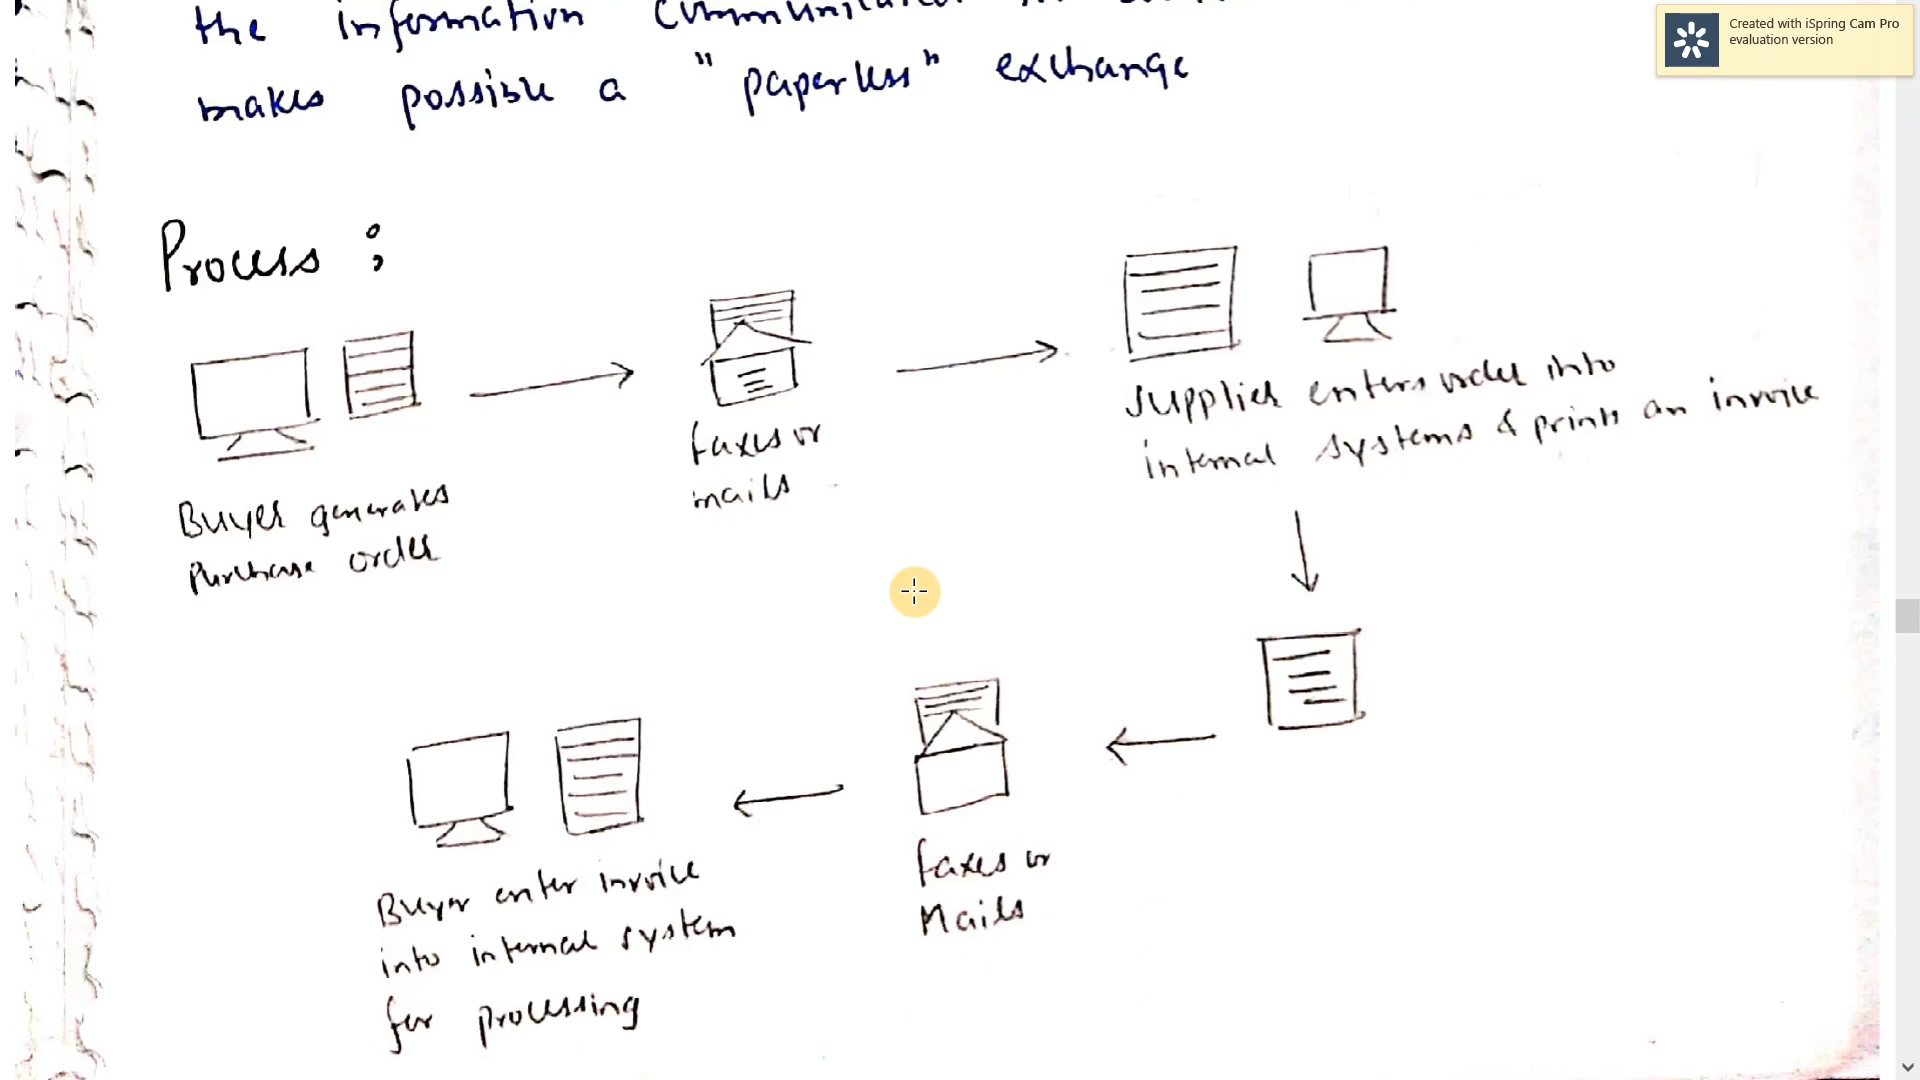 the information
makes possible a "paperless" exchange
Created with iSpring Cam Pro
evaluation version
Process :
Buyer generates
purchase order
faxes or
mails
supplier enters order into
internal systems & prints an invoice
faxes or
Mails
Buyer enter invoice
into internal system
for processing